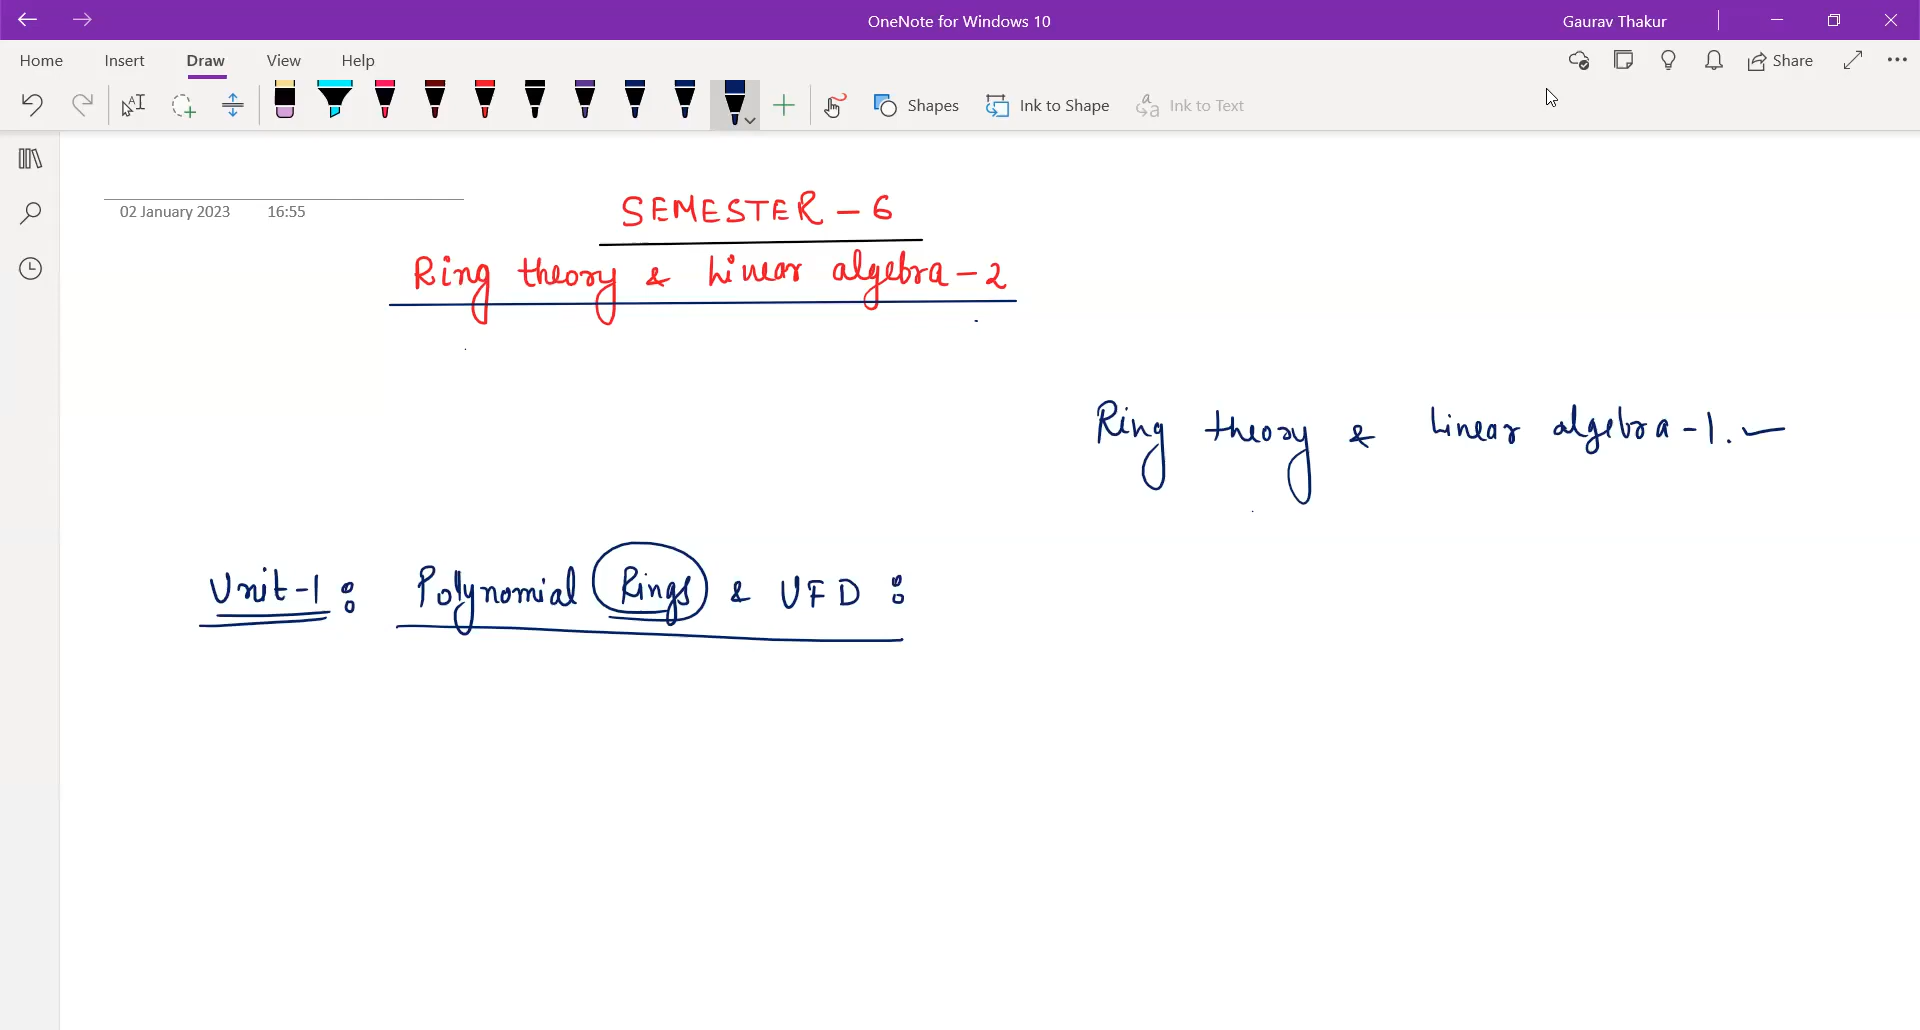 OneNote for Windows 10
Gaurav Thakur
Home Insert Draw View Help
Share
Shapes Ink to Shape Ink to Text
02 January 2023 16:55
SEMESTER - 6
Ring theory & Linear algebra - 2
Ring theory & Linear algebra - 1.
Unit-1 : Polynomial Rings & UFD :